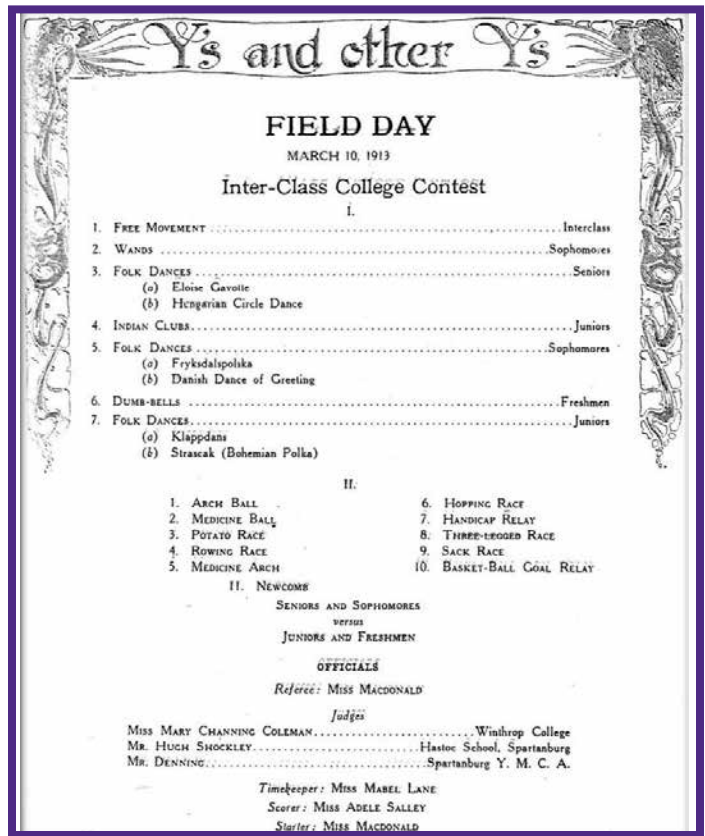 Y's and other Y's
FIELD DAY
MARCH 10, 1913
Inter-Class College Contest
I.
1. FREE MOVEMENT Interclass
2. WANDS Sophomores
3. FOLK DANCES Seniors
(a) Eloise Gavotte
(b) Hungarian Circle Dance
4. INDIAN CLUBS Juniors
5. FOLK DANCES Sophomores
(a) Fryksdalspolska
(b) Danish Dance of Greeting
6. DUMB-BELLS Freshmen
7. FOLK DANCES Juniors
(a) Klappdans
(b) Strascak (Bohemian Polka)
II.
1. ARCH BALL
2. MEDICINE BALL
3. POTATO RACE
4. ROWING RACE
5. MEDICINE ARCH
6. HOPPING RACE
7. HANDICAP RELAY
8. THREE-LEGGED RACE
9. SACK RACE
10. BASKET-BALL GOAL RELAY
II. NEWCOMB
SENIORS AND SOPHOMORES
versus
JUNIORS AND FRESHMEN
OFFICIALS
Referee: MISS MACDONALD
Judges
MISS MARY CHANNING COLEMAN Winthrop College
MR. HUGH SHOCKLEY Hastoc School, Spartanburg
MR. DENNING Spartanburg Y. M. C. A.
Timekeeper: MISS MABEL LANE
Scorer: MISS ADELE SALLEY
Starter: MISS MACDONALD